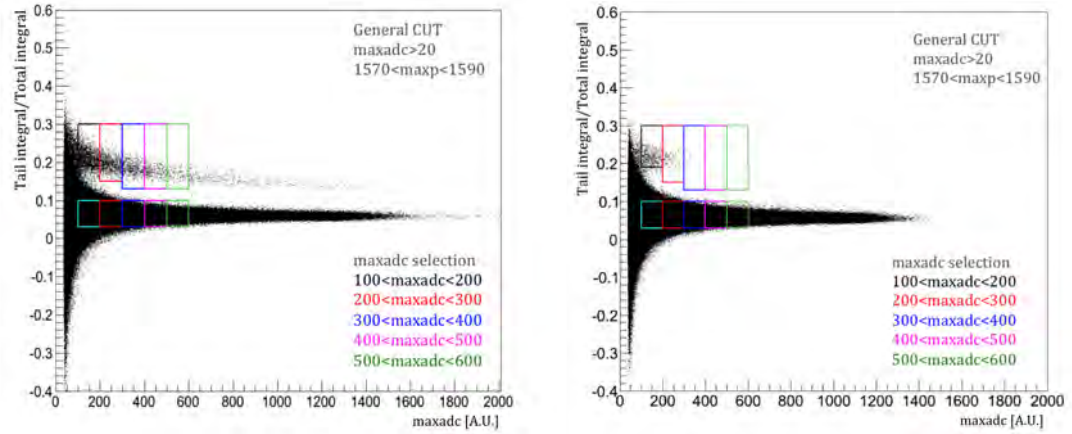 0.6
0.5
0.4
0.3
0.2
0.1
0
-0.1
-0.2
-0.3
-0.4
Tail integral/Total integral
General CUT
maxadc>20
1570<maxp<1590
maxadc selection
100<maxadc<200
200<maxadc<300
300<maxadc<400
400<maxadc<500
500<maxadc<600
0 200 400 600 800 1000 1200 1400 1600 1800 2000
maxadc [A.U.]
0.6
0.5
0.4
0.3
0.2
0.1
0
-0.1
-0.2
-0.3
-0.4
Tail integral/Total integral
General CUT
maxadc>20
1570<maxp<1590
maxadc selection
100<maxadc<200
200<maxadc<300
300<maxadc<400
400<maxadc<500
500<maxadc<600
0 200 400 600 800 1000 1200 1400 1600 1800 2000
maxadc [A.U.]